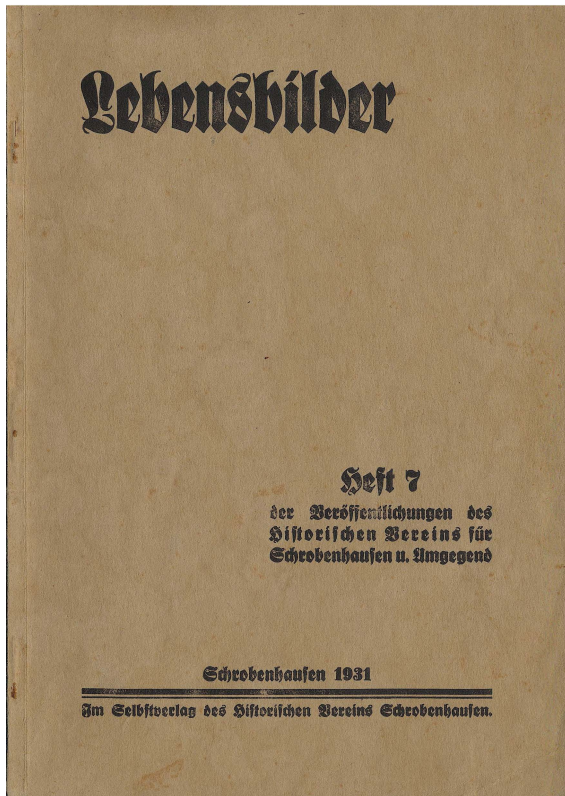 Lebensbilder
Heft 7
der Veröffentlichungen des
Historischen Vereins für
Schrobenhausen u. Umgegend
Schrobenhausen 1931
Im Selbstverlag des Historischen Vereins Schrobenhausen.